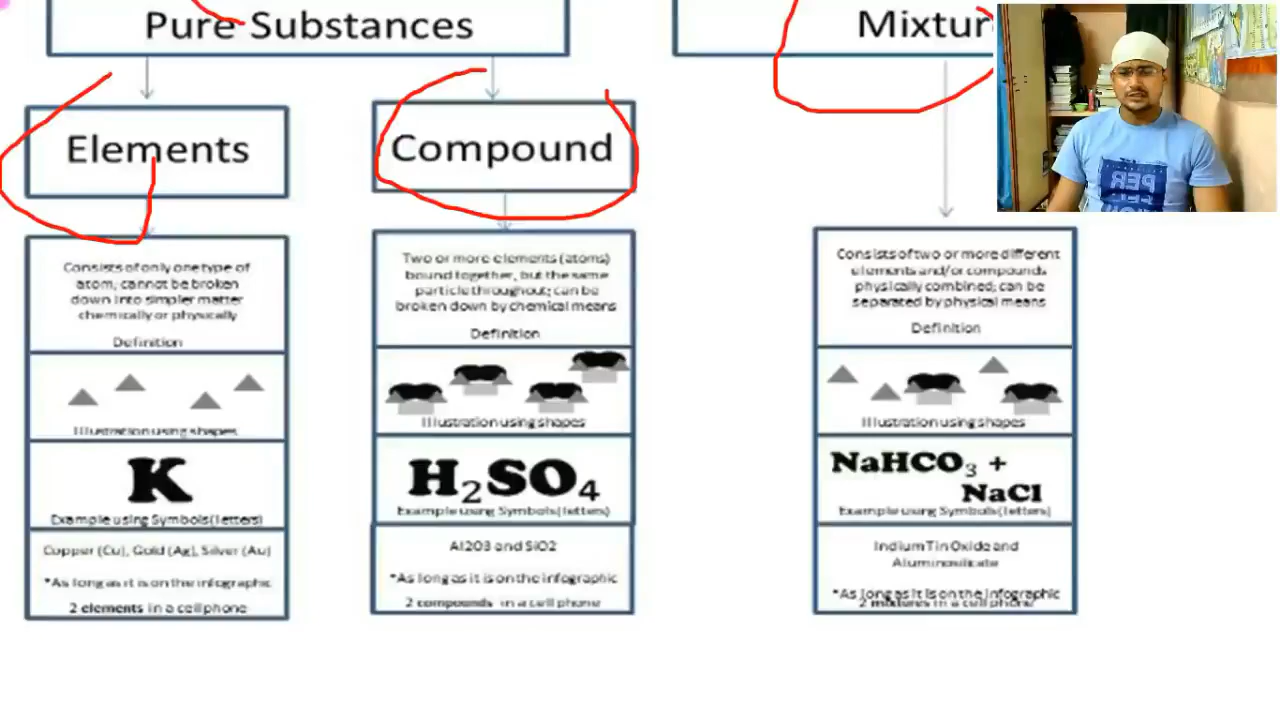 Pure Substances
Mixtur
Elements
Compound
Consists of only one type of
atom, cannot be broken
down into simpler matter
chemically or physically
Definition
Illustration using shapes
K
Example using Symbols(letters)
Copper (Cu), Gold (Ag), Silver (Au)
*As long as it is on the infographic
2 elements in a cell phone
Two or more elements (atoms)
bound together, but the same
particle throughout; can be
broken down by chemical means
Definition
Illustration using shapes
H₂SO₄
Example using Symbols(letters)
Al2O3 and SiO2
*As long as it is on the infographic
2 compounds in a cell phone
Consists of two or more different
elements and/or compounds
physically combined; can be
separated by physical means
Definition
Illustration using shapes
NaHCO₃ +
NaCl
Example using Symbols(letters)
Indium Tin Oxide and
Aluminosilicate
*As long as it is on the infographic
2 mixtures in a cell phone
PER